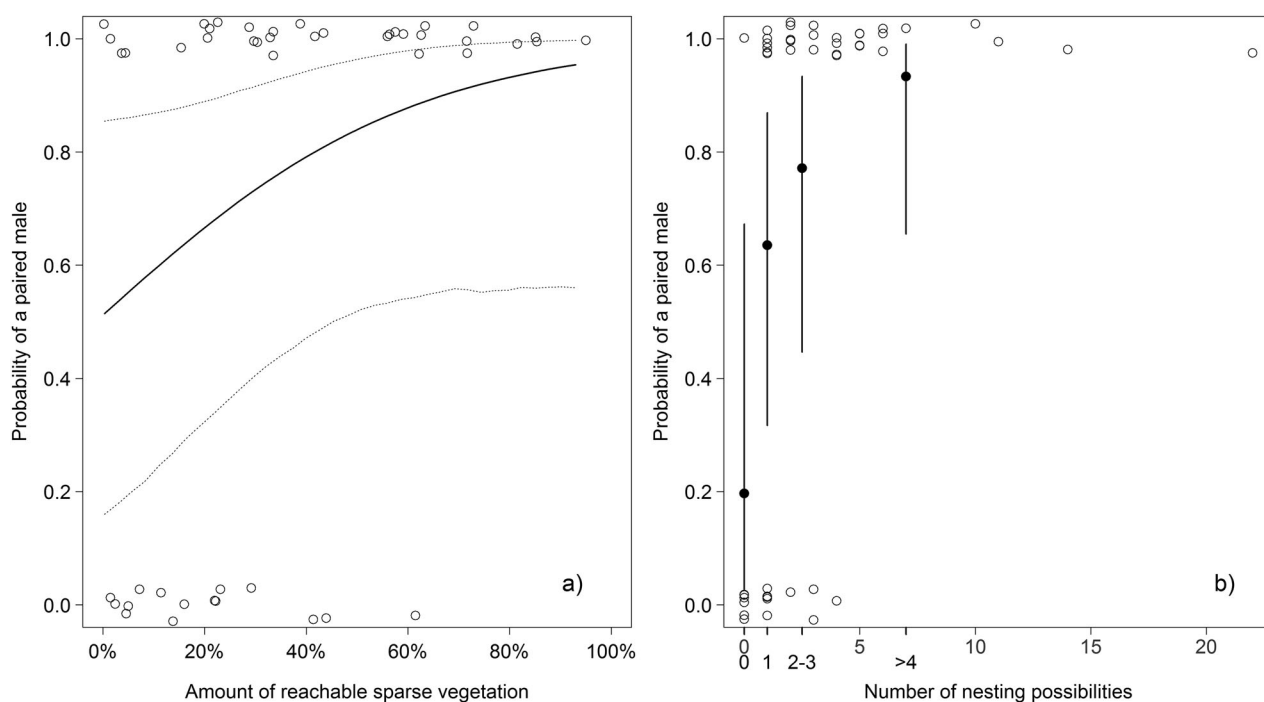 1.0
0.8
0.6
0.4
0.2
0.0
Probability of a paired male
a)
0% 20% 40% 60% 80% 100%
Amount of reachable sparse vegetation
1.0
0.8
0.6
0.4
0.2
0.0
Probability of a paired male
b)
0 5 10 15 20
0 1 2-3 >4
Number of nesting possibilities